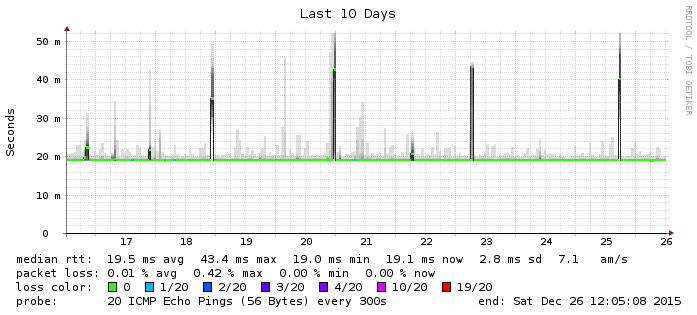 Last 10 Days
RRDTOOL / TOBI OETIKER
Seconds
50 m
40 m
30 m
20 m
10 m
0
17 18 19 20 21 22 23 24 25 26
median rtt: 19.5 ms avg 43.4 ms max 19.0 ms min 19.1 ms now 2.8 ms sd 7.1 am/s
packet loss: 0.01 % avg 0.42 % max 0.00 % min 0.00 % now
loss color: 0 1/20 2/20 3/20 4/20 10/20 19/20
probe: 20 ICMP Echo Pings (56 Bytes) every 300s end: Sat Dec 26 12:05:08 2015